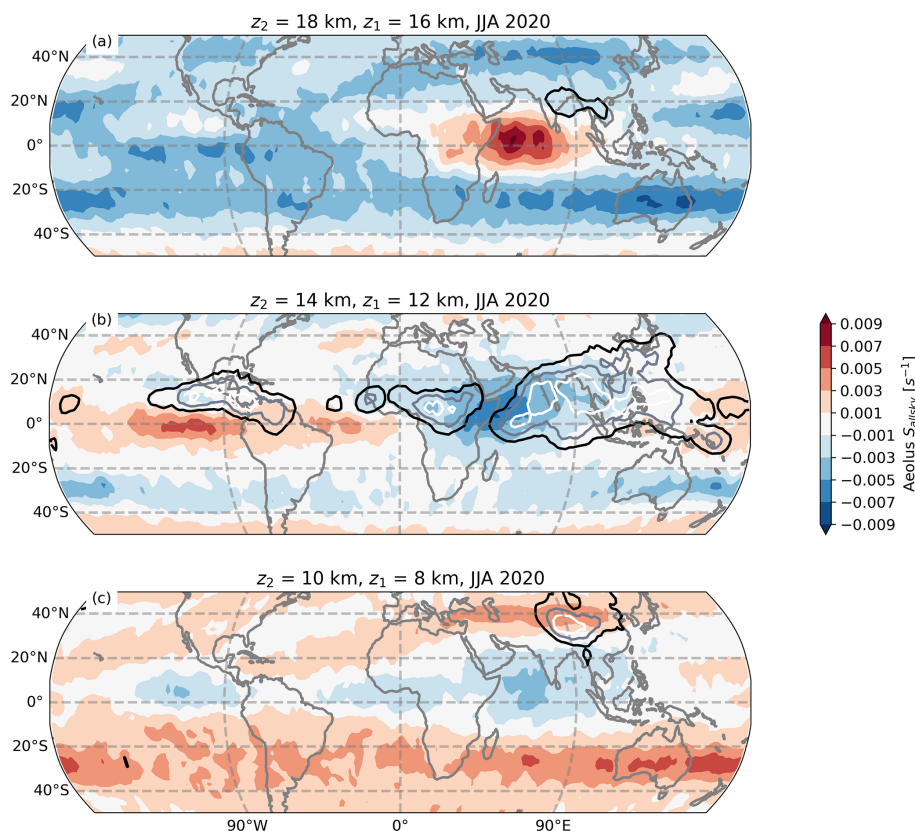 z₂ = 18 km, z₁ = 16 km, JJA 2020
(a)
40°N
20°N
0°
20°S
40°S
z₂ = 14 km, z₁ = 12 km, JJA 2020
(b)
40°N
20°N
0°
20°S
40°S
0.009
0.007
0.005
0.003
0.001
−0.001
−0.003
−0.005
−0.007
−0.009
Aeolus S_allsky [s⁻¹]
z₂ = 10 km, z₁ = 8 km, JJA 2020
(c)
40°N
20°N
0°
20°S
40°S
90°W
0°
90°E